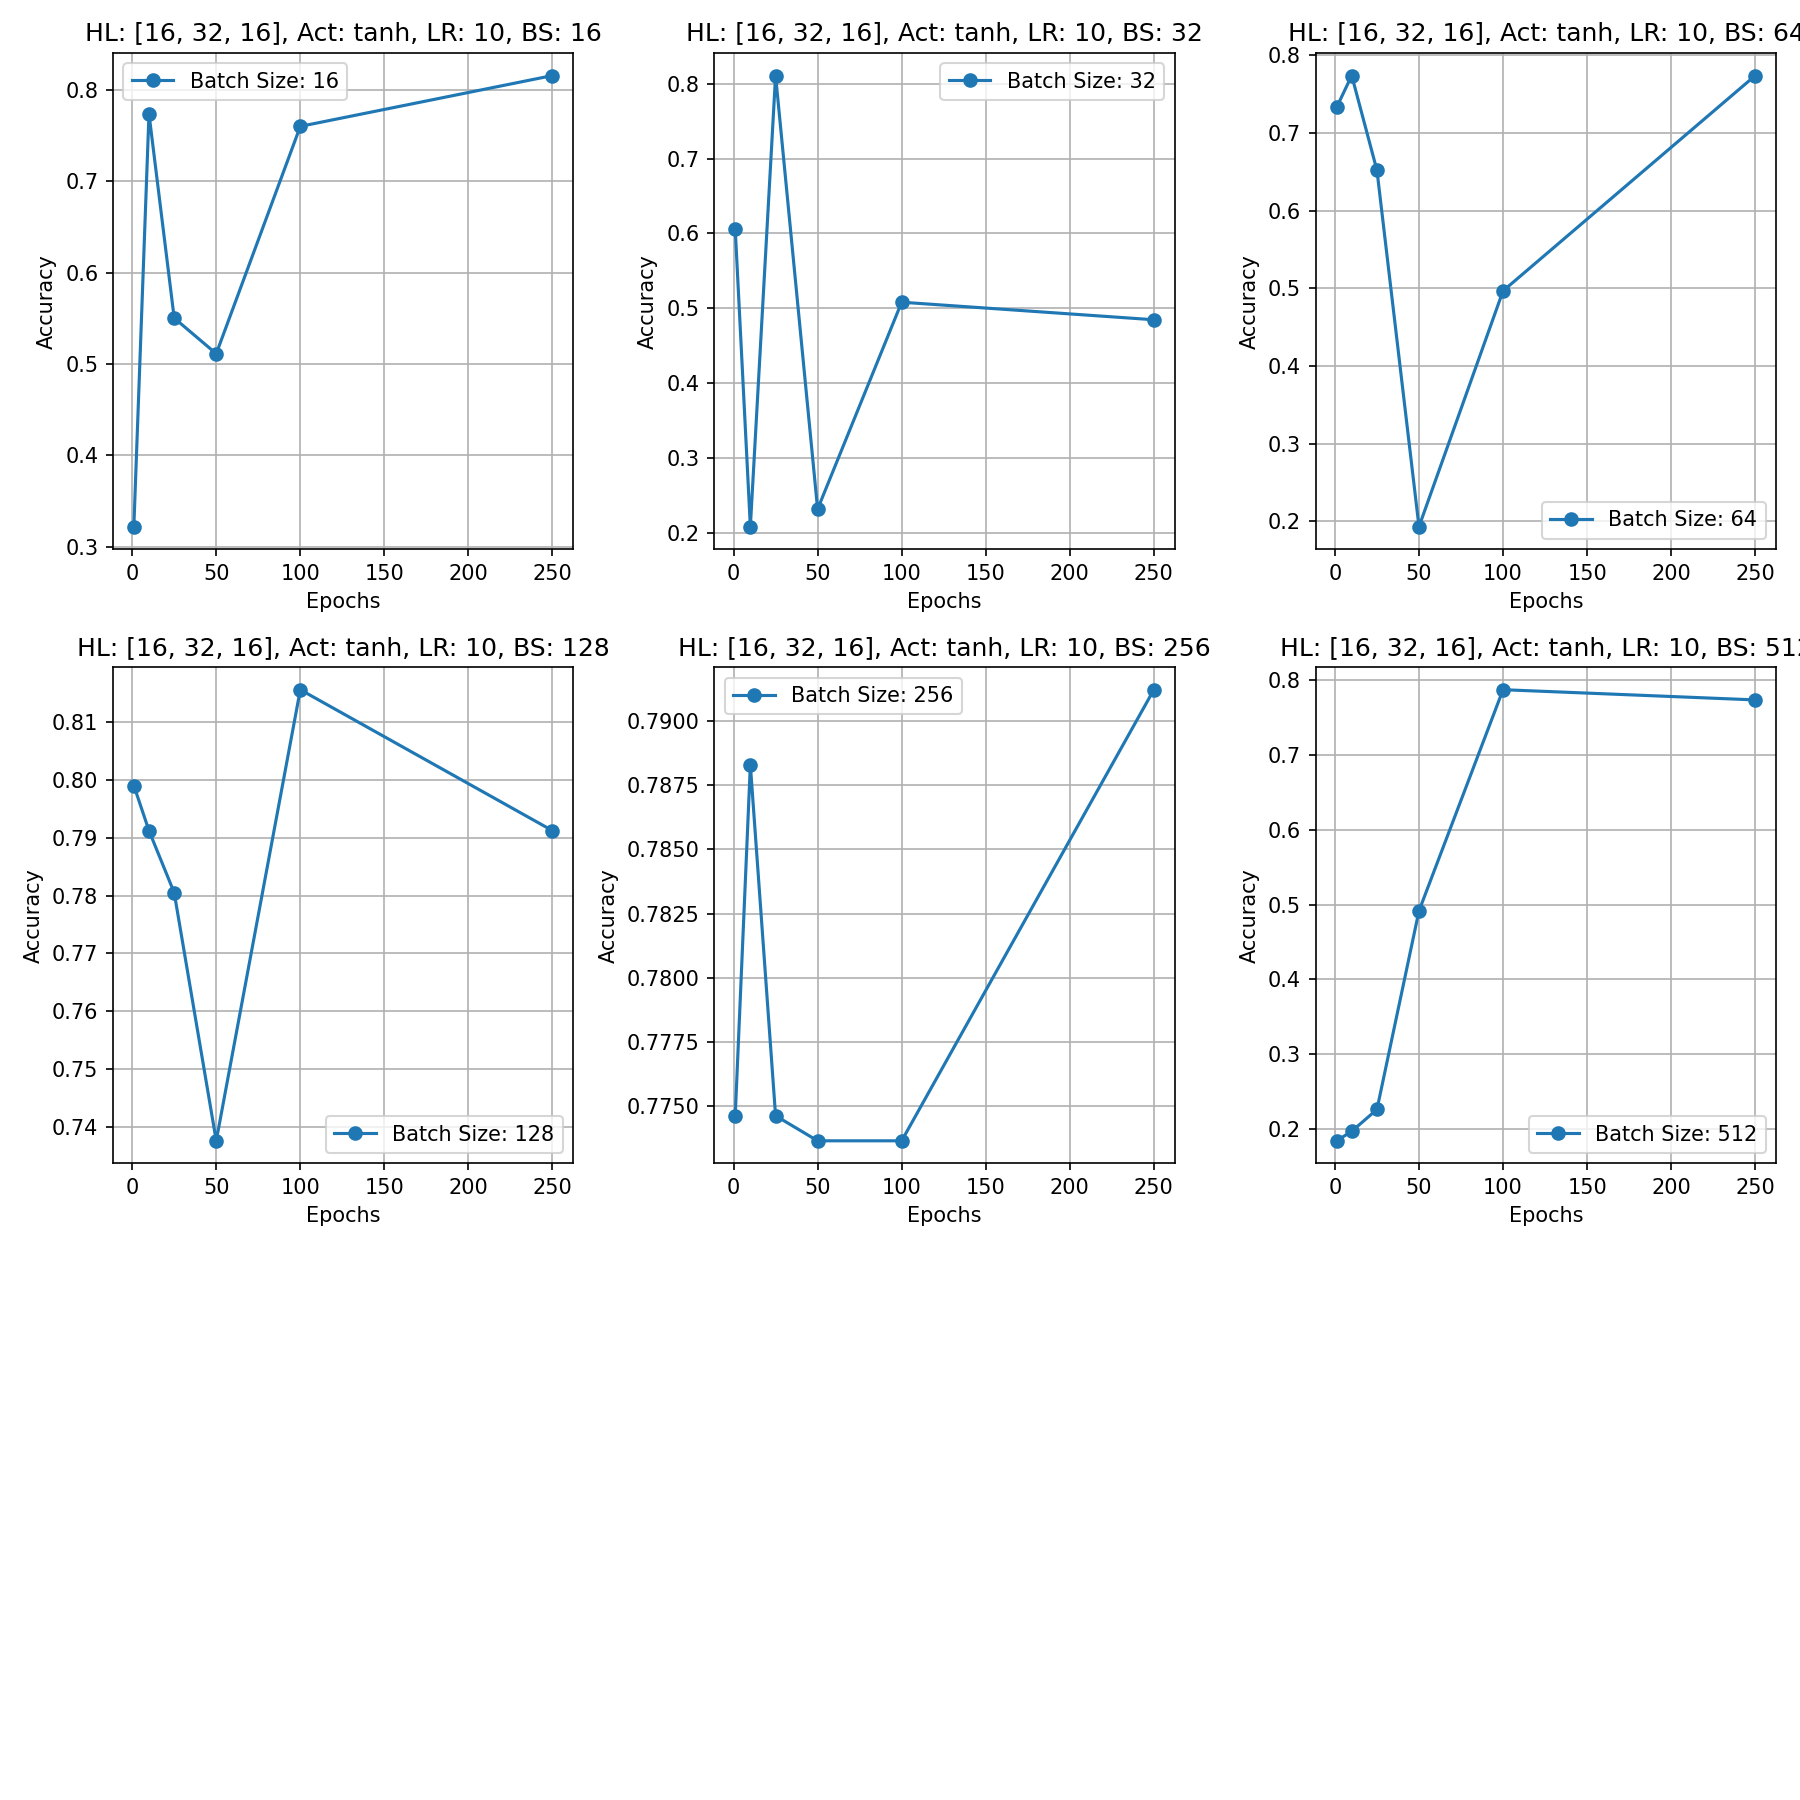 HL: [16, 32, 16], Act: tanh, LR: 10, BS: 16
Batch Size: 16
Accuracy
0.8
0.7
0.6
0.5
0.4
0.3
0 50 100 150 200 250
Epochs
HL: [16, 32, 16], Act: tanh, LR: 10, BS: 32
Batch Size: 32
Accuracy
0.8
0.7
0.6
0.5
0.4
0.3
0.2
0 50 100 150 200 250
Epochs
HL: [16, 32, 16], Act: tanh, LR: 10, BS: 64
Batch Size: 64
Accuracy
0.8
0.7
0.6
0.5
0.4
0.3
0.2
0 50 100 150 200 250
Epochs
HL: [16, 32, 16], Act: tanh, LR: 10, BS: 128
Batch Size: 128
Accuracy
0.81
0.80
0.79
0.78
0.77
0.76
0.75
0.74
0 50 100 150 200 250
Epochs
HL: [16, 32, 16], Act: tanh, LR: 10, BS: 256
Batch Size: 256
Accuracy
0.7900
0.7875
0.7850
0.7825
0.7800
0.7775
0.7750
0 50 100 150 200 250
Epochs
HL: [16, 32, 16], Act: tanh, LR: 10, BS: 512
Batch Size: 512
Accuracy
0.8
0.7
0.6
0.5
0.4
0.3
0.2
0 50 100 150 200 250
Epochs